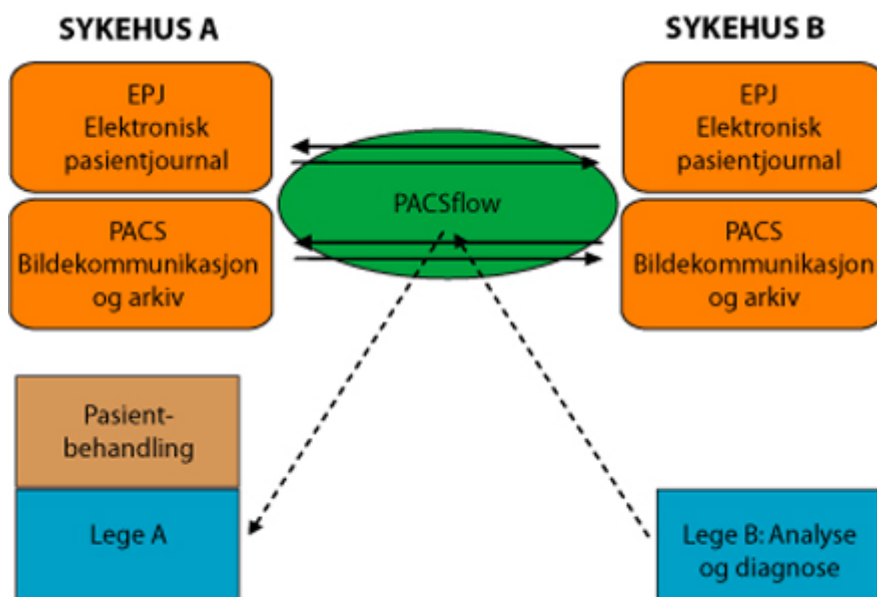 SYKEHUS A
EPJ
Elektronisk
pasientjournal
PACS
Bildekommunikasjon
og arkiv
Pasient-
behandling
Lege A
PACSflow
SYKEHUS B
EPJ
Elektronisk
pasientjournal
PACS
Bildekommunikasjon
og arkiv
Lege B: Analyse
og diagnose